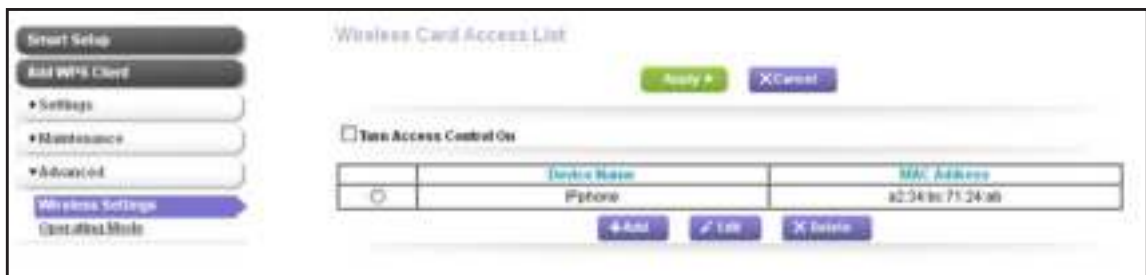 Smart Setup
Add WPS Client
Settings
Maintenance
Advanced
Wireless Settings
Operating Mode
Wireless Card Access List
Apply
Cancel
Turn Access Control On
Device Name MAC Address
iPphone
Add Edit Delete